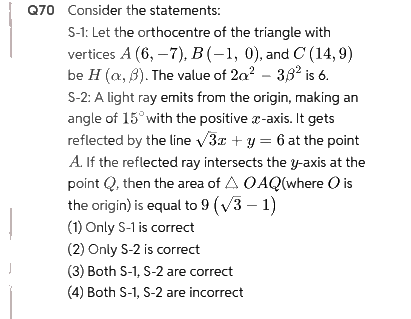 Q70 Consider the statements:
S-1: Let the orthocentre of the triangle with
vertices A (6, −7), B (−1, 0), and C (14, 9)
be H (α, β). The value of 2α² − 3β² is 6.
S-2: A light ray emits from the origin, making an
angle of 15° with the positive x-axis. It gets
reflected by the line √3x + y = 6 at the point
A. If the reflected ray intersects the y-axis at the
point Q, then the area of △ OAQ(where O is
the origin) is equal to 9 (√3 − 1)
(1) Only S-1 is correct
(2) Only S-2 is correct
(3) Both S-1, S-2 are correct
(4) Both S-1, S-2 are incorrect